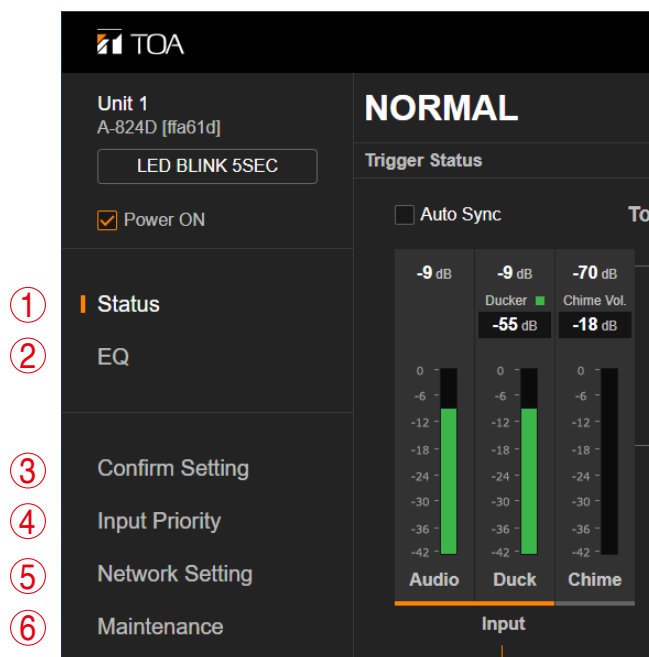 TOA
Unit 1
A-824D [ffa61d]
LED BLINK 5SEC
Power ON
① Status
② EQ
③ Confirm Setting
④ Input Priority
⑤ Network Setting
⑥ Maintenance
NORMAL
Trigger Status
Auto Sync To
-9 dB -9 dB -70 dB
Ducker Chime Vol.
-55 dB -18 dB
0 0 0
-6 -6 -6
-12 -12 -12
-18 -18 -18
-24 -24 -24
-30 -30 -30
-36 -36 -36
-42 -42 -42
Audio Duck Chime
Input